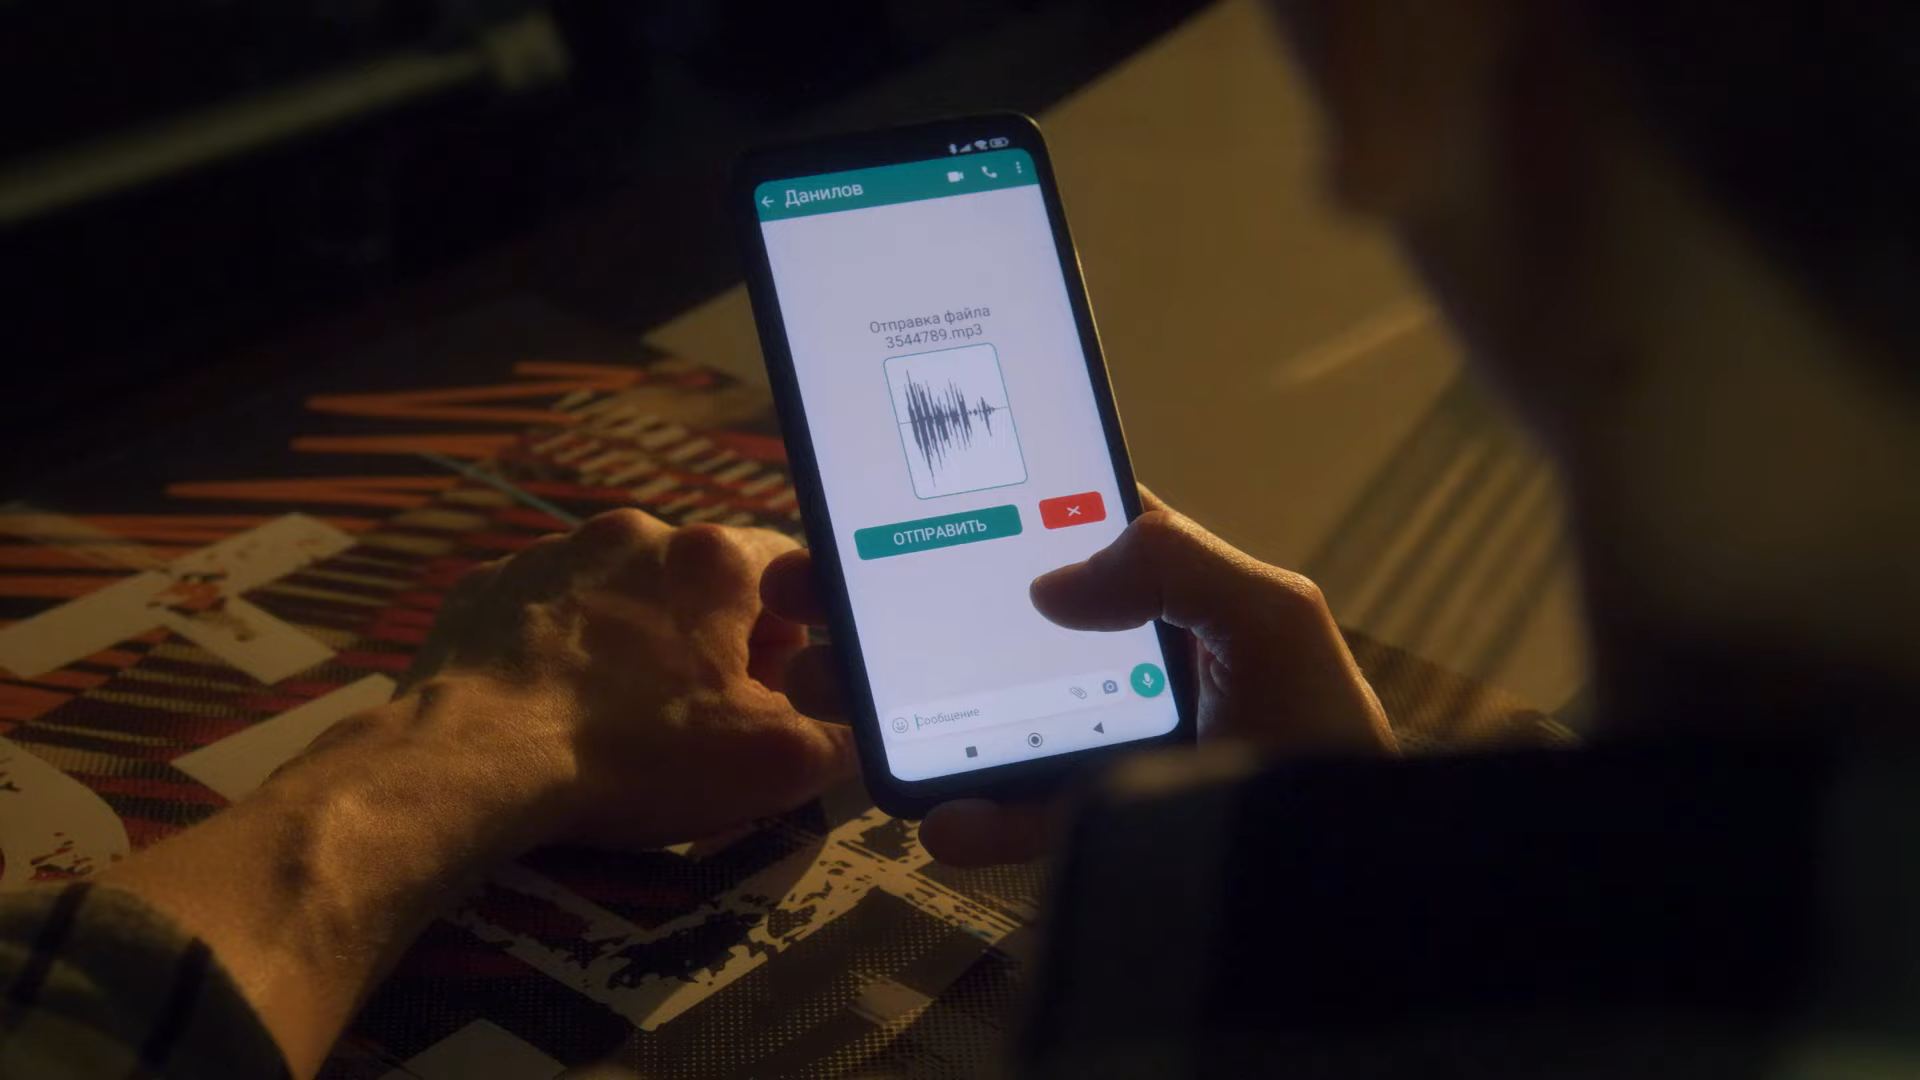 Данилов
Отправка файла
3544789.mp3
ОТПРАВИТЬ
Сообщение